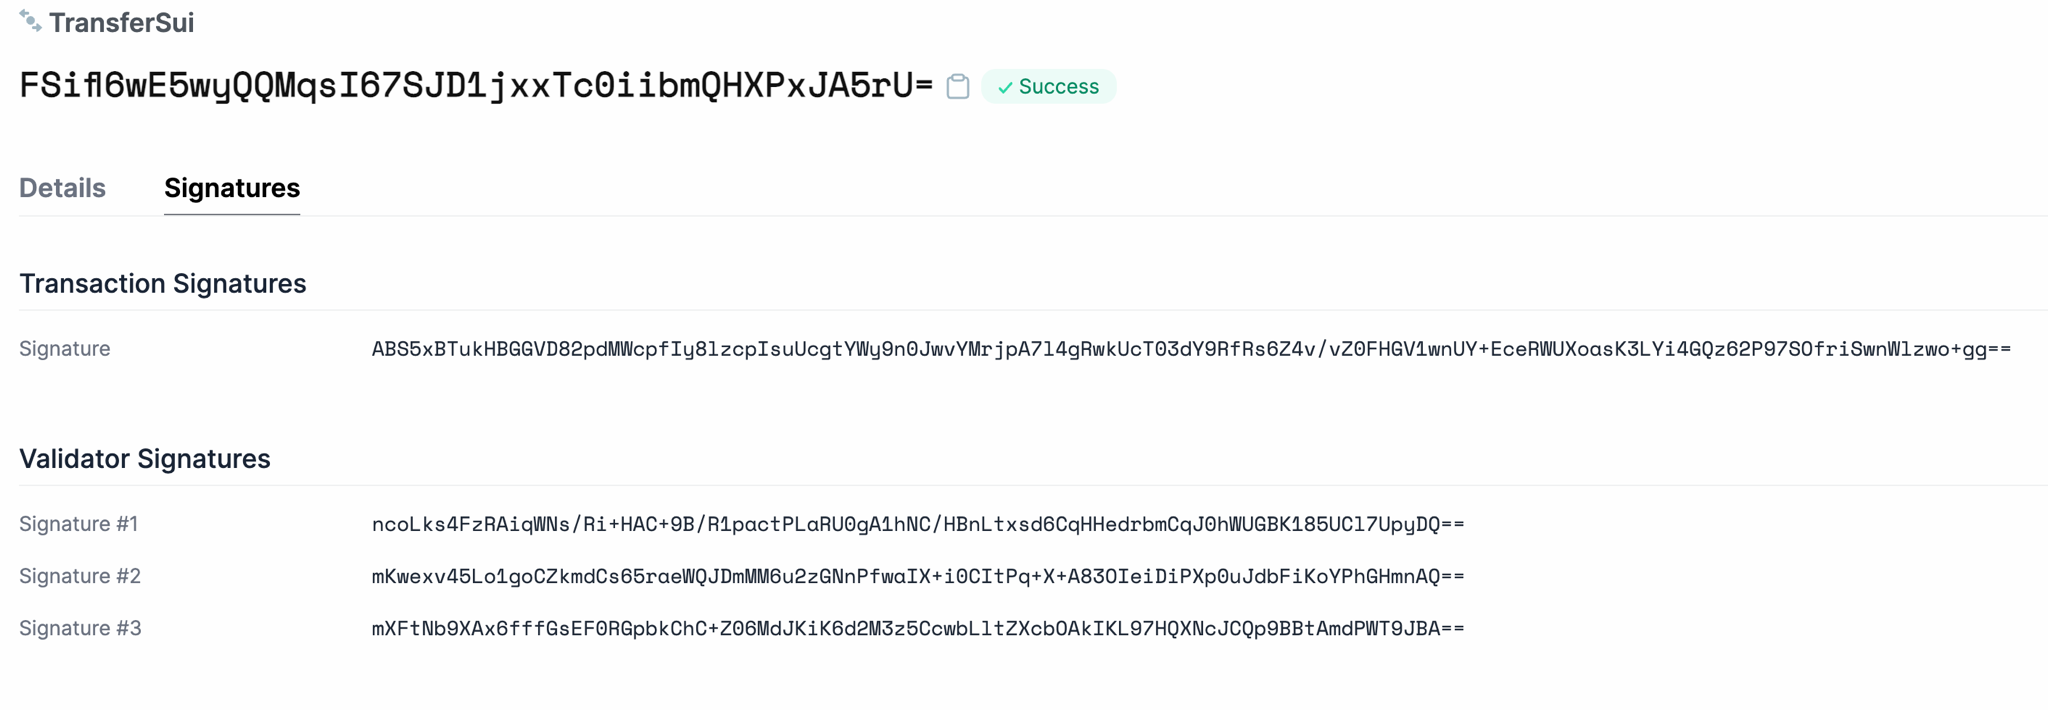 TransferSui
FSifl6wE5wyQQMqsI67SJD1jxxTc0iibmQHXPxJA5rU=
Success
Details Signatures
Transaction Signatures
Signature ABS5xBTukHBGGVD82pdMWcpfIy8lzcpIsuUcgtYWy9n0JwvYMrjpA7l4gRwkUcT03dY9RfRs6Z4v/vZ0FHGV1wnUY+EceRWUXoasK3LYi4GQz62P97SOfriSwnWlzwo+gg==
Validator Signatures
Signature #1 ncoLks4FzRAiqWNs/Ri+HAC+9B/R1pactPLaRU0gA1hNC/HBnLtxsd6CqHHedrbmCqJ0hWUGBK185UCl7UpyDQ==
Signature #2 mKwexv45Lo1goCZkmdCs65raeWQJDmMM6u2zGNnPfwaIX+i0CItPq+X+A83OIeiDiPXp0uJdbFiKoYPhGHmnAQ==
Signature #3 mXFtNb9XAx6fffGsEF0RGpbkChC+Z06MdJKiK6d2M3z5CcwbLltZXcbOAkIKL97HQXNcJCQp9BBtAmdPWT9JBA==